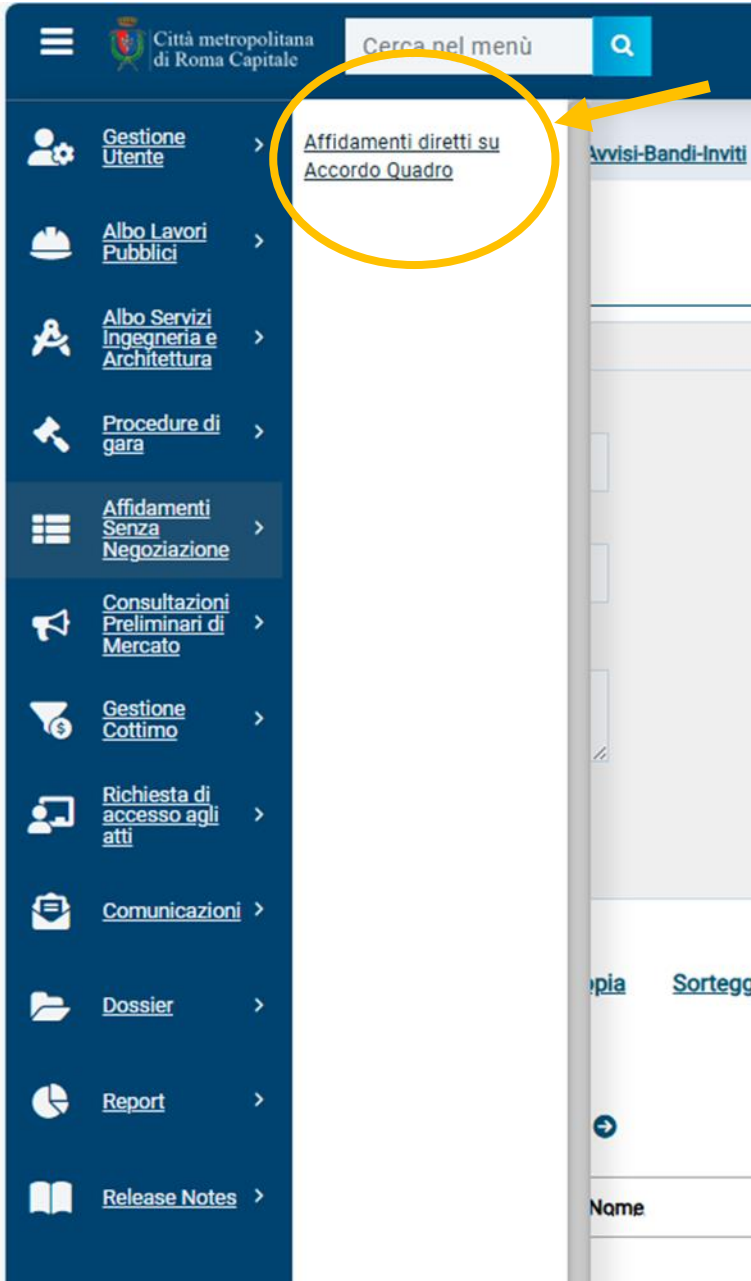 Città metropolitana
di Roma Capitale
Cerca nel menù
Gestione
Utente
Affidamenti diretti su
Accordo Quadro
Avvisi-Bandi-Inviti
Albo Lavori
Pubblici
Albo Servizi
Ingegneria e
Architettura
Procedure di
gara
Affidamenti
Senza
Negoziazione
Consultazioni
Preliminari di
Mercato
Gestione
Cottimo
Richiesta di
accesso agli
atti
Comunicazioni
Dossier
Report
Release Notes
Nome